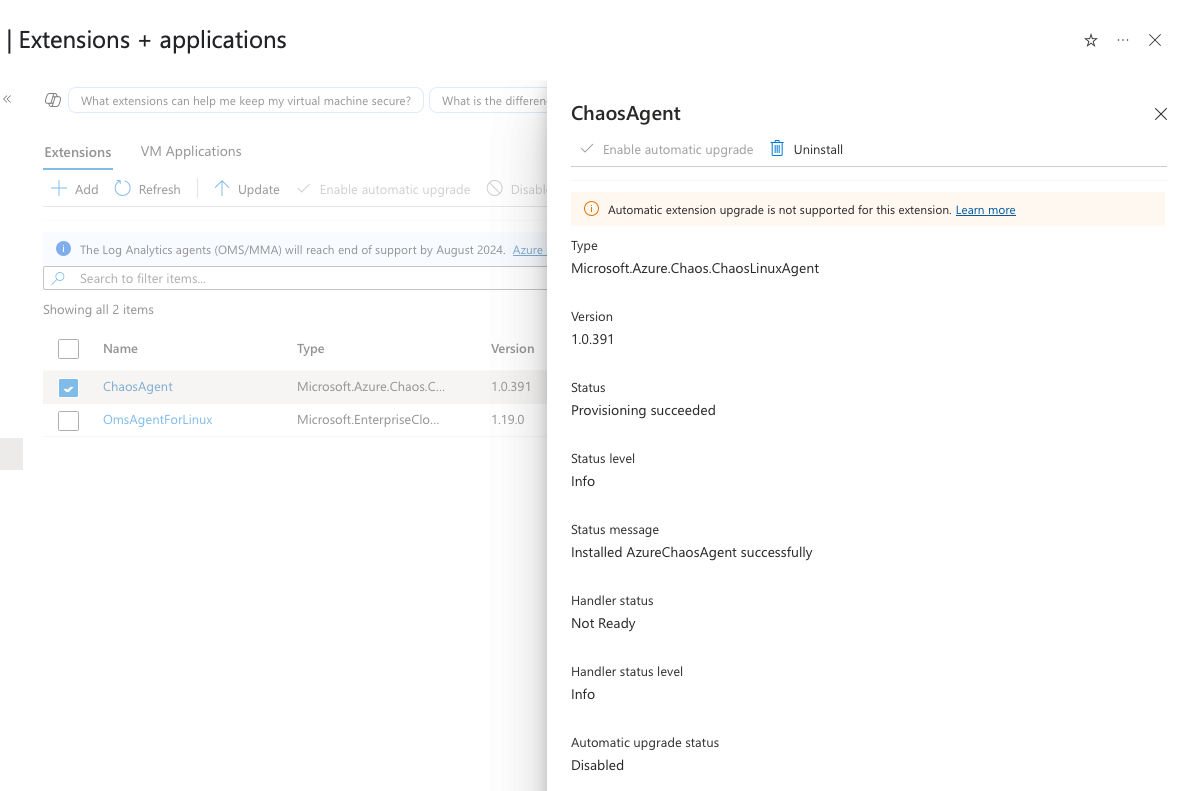 | Extensions + applications
What extensions can help me keep my virtual machine secure?
What is the differen
Extensions
VM Applications
Add
Refresh
Update
Enable automatic upgrade
Disabl
The Log Analytics agents (OMS/MMA) will reach end of support by August 2024. Azure
Search to filter items...
Showing all 2 items
Name Type Version
ChaosAgent Microsoft.Azure.Chaos.C... 1.0.391
OmsAgentForLinux Microsoft.EnterpriseClo... 1.19.0
ChaosAgent
Enable automatic upgrade
Uninstall
Automatic extension upgrade is not supported for this extension. Learn more
Type
Microsoft.Azure.Chaos.ChaosLinuxAgent
Version
1.0.391
Status
Provisioning succeeded
Status level
Info
Status message
Installed AzureChaosAgent successfully
Handler status
Not Ready
Handler status level
Info
Automatic upgrade status
Disabled